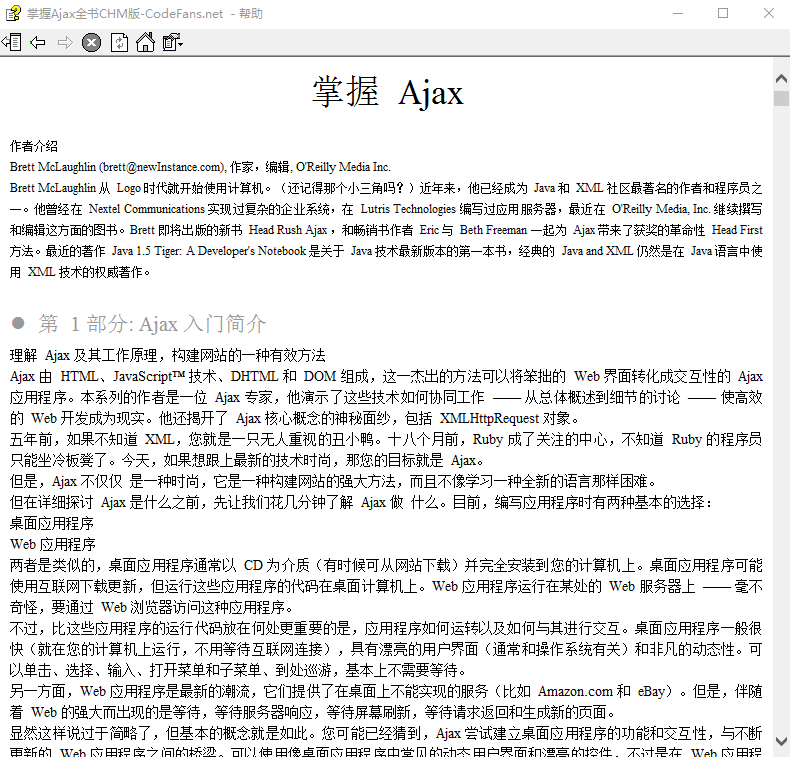 掌握Ajax全书CHM版-CodeFans.net - 帮助
掌握 Ajax
作者介绍
Brett McLaughlin (brett@newInstance.com), 作家，编辑, O'Reilly Media Inc.
Brett McLaughlin 从 Logo 时代就开始使用计算机。（还记得那个小三角吗？）近年来，他已经成为 Java 和 XML 社区最著名的作者和程序员之
一。他曾经在 Nextel Communications 实现过复杂的企业系统，在 Lutris Technologies 编写过应用服务器，最近在 O'Reilly Media, Inc. 继续撰写
和编辑这方面的图书。Brett 即将出版的新书 Head Rush Ajax ，和畅销书作者 Eric 与 Beth Freeman 一起为 Ajax 带来了获奖的革命性 Head First
方法。最近的著作 Java 1.5 Tiger: A Developer's Notebook 是关于 Java 技术最新版本的第一本书，经典的 Java and XML 仍然是在 Java 语言中使
用 XML 技术的权威著作。
● 第 1 部分: Ajax 入门简介
理解 Ajax 及其工作原理，构建网站的一种有效方法
Ajax 由 HTML、JavaScript™ 技术、DHTML 和 DOM 组成，这一杰出的方法可以将笨拙的 Web 界面转化成交互性的 Ajax
应用程序。本系列的作者是一位 Ajax 专家，他演示了这些技术如何协同工作 —— 从总体概述到细节的讨论 —— 使高效
的 Web 开发成为现实。他还揭开了 Ajax 核心概念的神秘面纱，包括 XMLHttpRequest 对象。
五年前，如果不知道 XML，您就是一只无人重视的丑小鸭。十八个月前，Ruby 成了关注的中心，不知道 Ruby 的程序员
只能坐冷板凳了。今天，如果想跟上最新的技术时尚，那您的目标就是 Ajax。
但是，Ajax 不仅仅 是一种时尚，它是一种构建网站的强大方法，而且不像学习一种全新的语言那样困难。
但在详细探讨 Ajax 是什么之前，先让我们花几分钟了解 Ajax 做 什么。目前，编写应用程序时有两种基本的选择：
桌面应用程序
Web 应用程序
两者是类似的，桌面应用程序通常以 CD 为介质（有时候可从网站下载）并完全安装到您的计算机上。桌面应用程序可能
使用互联网下载更新，但运行这些应用程序的代码在桌面计算机上。Web 应用程序运行在某处的 Web 服务器上 —— 毫不
奇怪，要通过 Web 浏览器访问这种应用程序。
不过，比这些应用程序的运行代码放在何处更重要的是，应用程序如何运转以及如何与其进行交互。桌面应用程序一般很
快（就在您的计算机上运行，不用等待互联网连接），具有漂亮的用户界面（通常和操作系统有关）和非凡的动态性。可
以单击、选择、输入、打开菜单和子菜单、到处巡游，基本上不需要等待。
另一方面，Web 应用程序是最新的潮流，它们提供了在桌面上不能实现的服务（比如 Amazon.com 和 eBay）。但是，伴随
着 Web 的强大而出现的是等待，等待服务器响应，等待屏幕刷新，等待请求返回和生成新的页面。
显然这样说过于简略了，但基本的概念就是如此。您可能已经猜到，Ajax 尝试建立桌面应用程序的功能和交互性，与不断
更新的 Web 应用程序之间的桥梁。可以使用像桌面应用程序中常见的动态用户界面和漂亮的控件，不过是在 Web 应用程